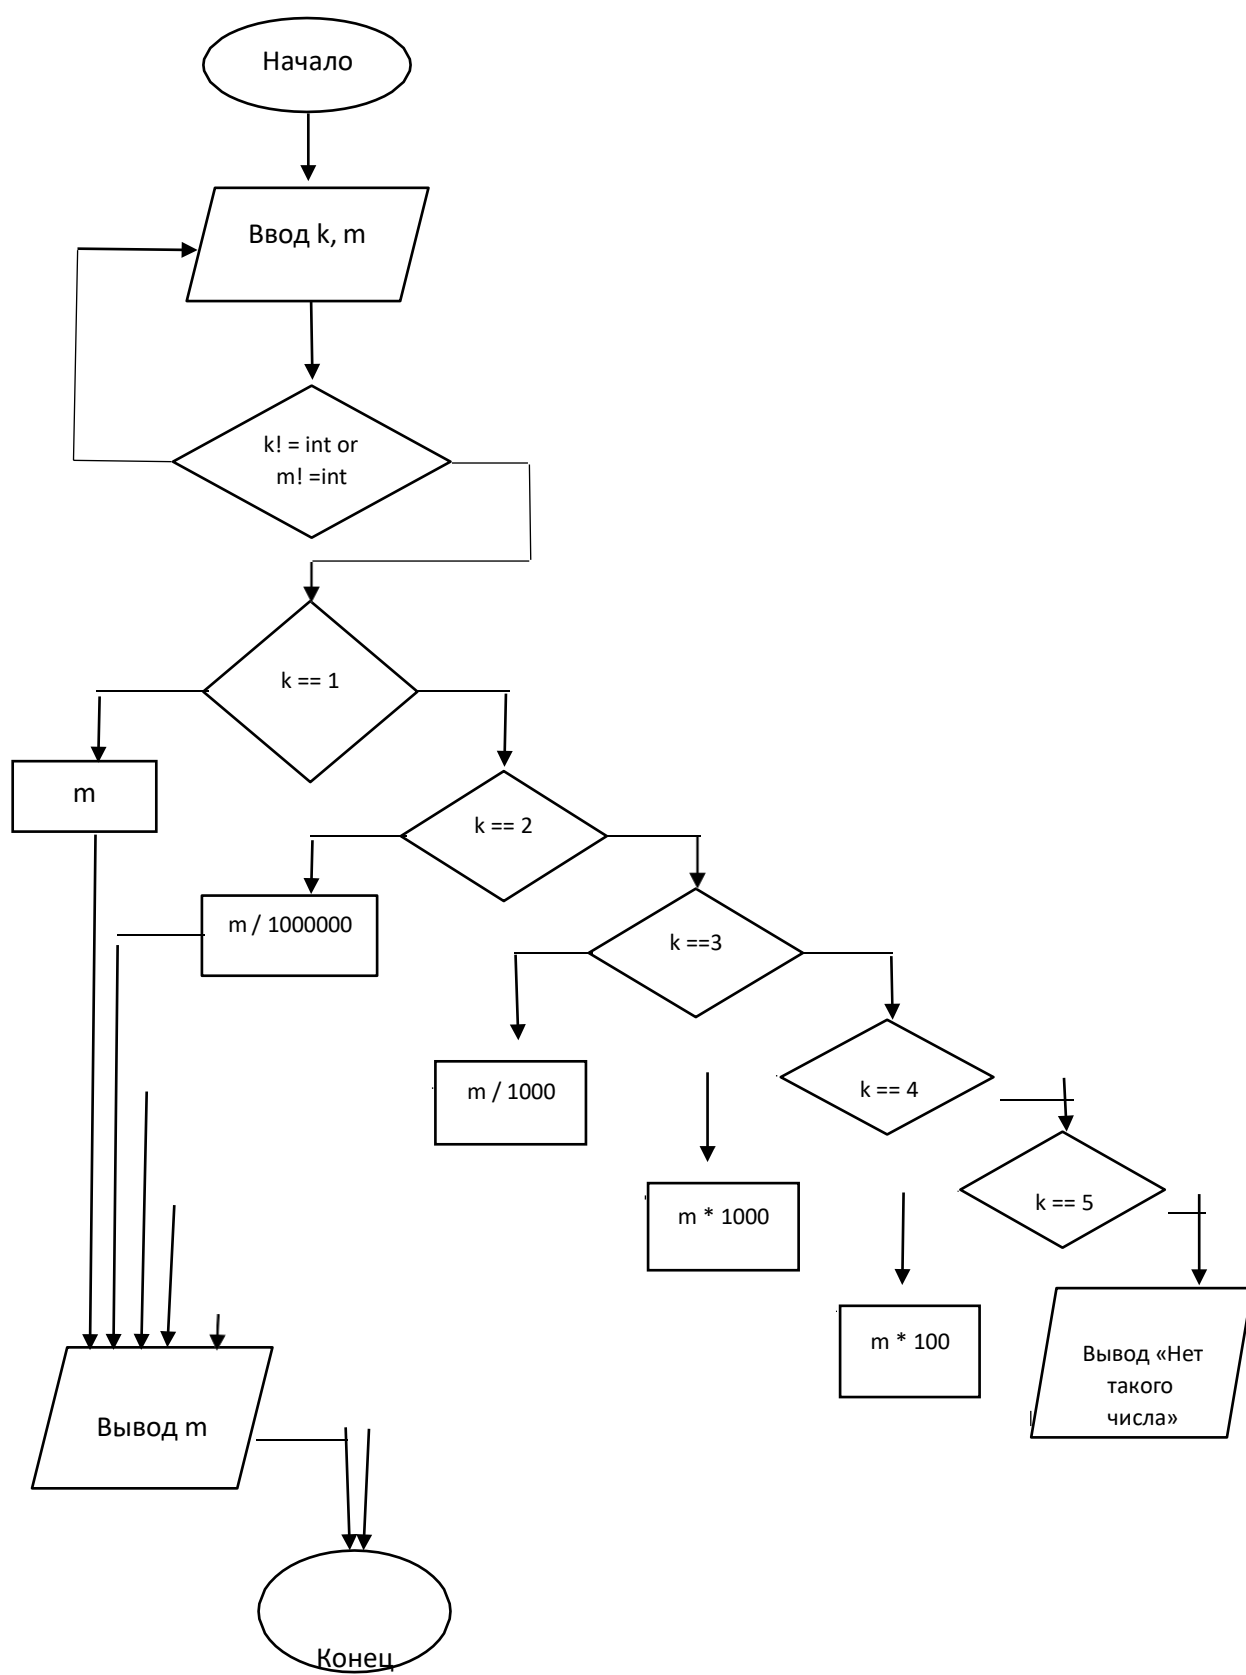 Начало
Ввод k, m
k! = int or
m! =int
k == 1
m
k == 2
m / 1000000
k ==3
m / 1000
k == 4
m * 1000
k == 5
m * 100
Вывод «Нет
такого
числа»
Вывод m
Конец